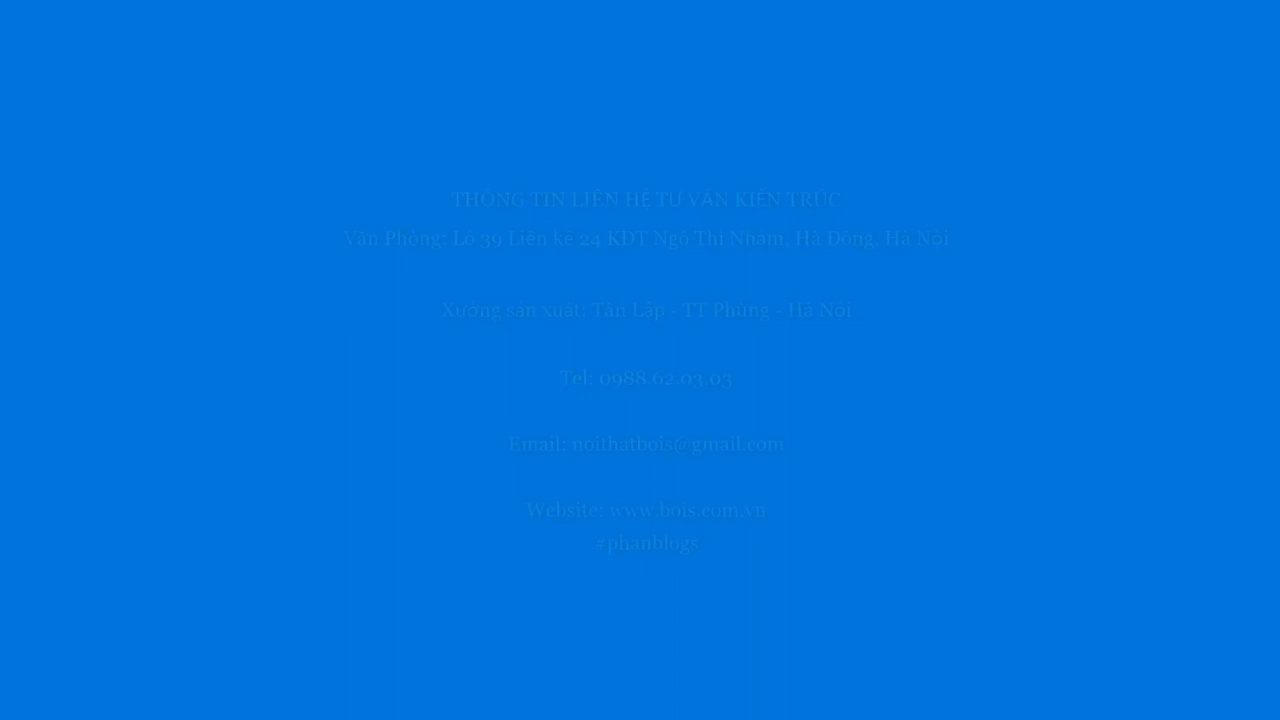 THÔNG TIN LIÊN HỆ TƯ VẤN KIẾN TRÚC
Văn Phòng: Lô 39 Liền kề 24 KĐT Ngô Thì Nhậm, Hà Đông, Hà Nội
Xưởng sản xuất: Tân Lập - TT Phùng - Hà Nội
Tel: 0988.62.03.03
Email: noithatbois@gmail.com
Website: www.bois.com.vn
#phanblogs